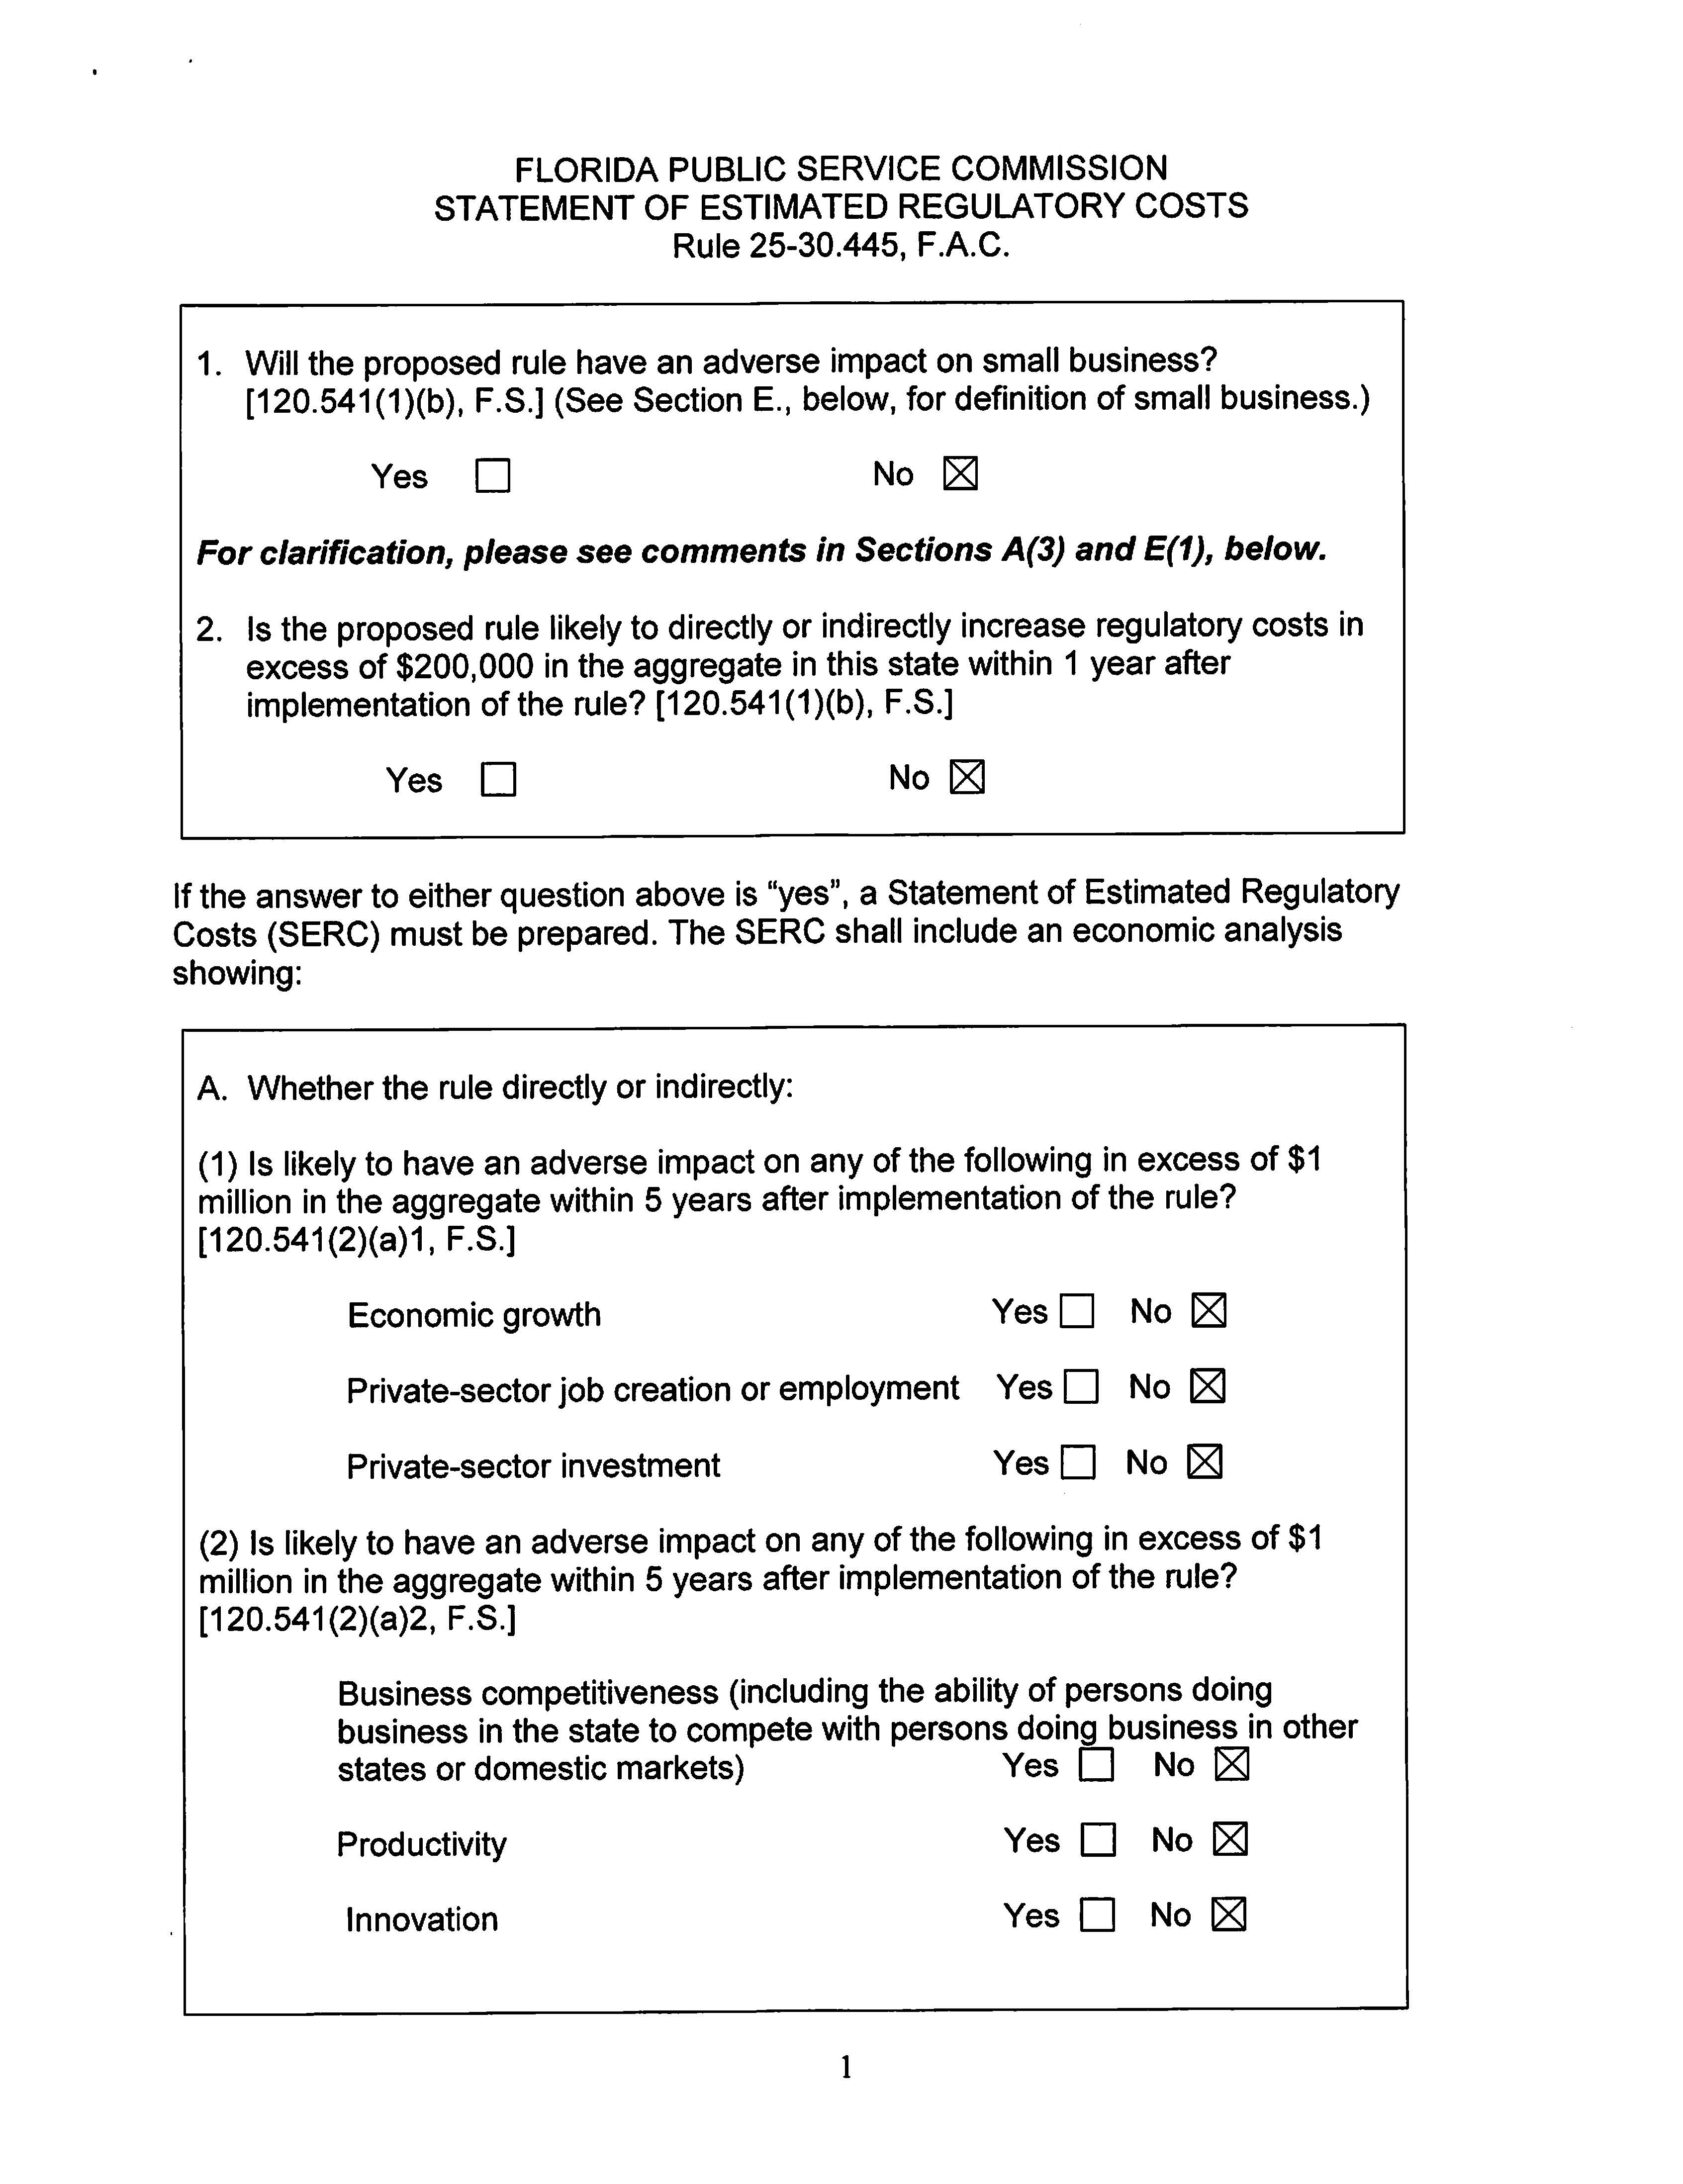 FLORIDA PUBLIC SERVICE COMMISSION
STATEMENT OF ESTIMATED REGULATORY COSTS
Rule 25-30.445, F.A.C.
1. Will the proposed rule have an adverse impact on small business?
[120.541(1)(b), F.S.] (See Section E., below, for definition of small business.)
Yes ☐ No ☒
For clarification, please see comments in Sections A(3) and E(1), below.
2. Is the proposed rule likely to directly or indirectly increase regulatory costs in
excess of $200,000 in the aggregate in this state within 1 year after
implementation of the rule? [120.541(1)(b), F.S.]
Yes ☐ No ☒
If the answer to either question above is “yes”, a Statement of Estimated Regulatory
Costs (SERC) must be prepared. The SERC shall include an economic analysis
showing:
A. Whether the rule directly or indirectly:
(1) Is likely to have an adverse impact on any of the following in excess of $1
million in the aggregate within 5 years after implementation of the rule?
[120.541(2)(a)1, F.S.]
Economic growth Yes ☐ No ☒
Private-sector job creation or employment Yes ☐ No ☒
Private-sector investment Yes ☐ No ☒
(2) Is likely to have an adverse impact on any of the following in excess of $1
million in the aggregate within 5 years after implementation of the rule?
[120.541(2)(a)2, F.S.]
Business competitiveness (including the ability of persons doing
business in the state to compete with persons doing business in other
states or domestic markets) Yes ☐ No ☒
Productivity Yes ☐ No ☒
Innovation Yes ☐ No ☒
1